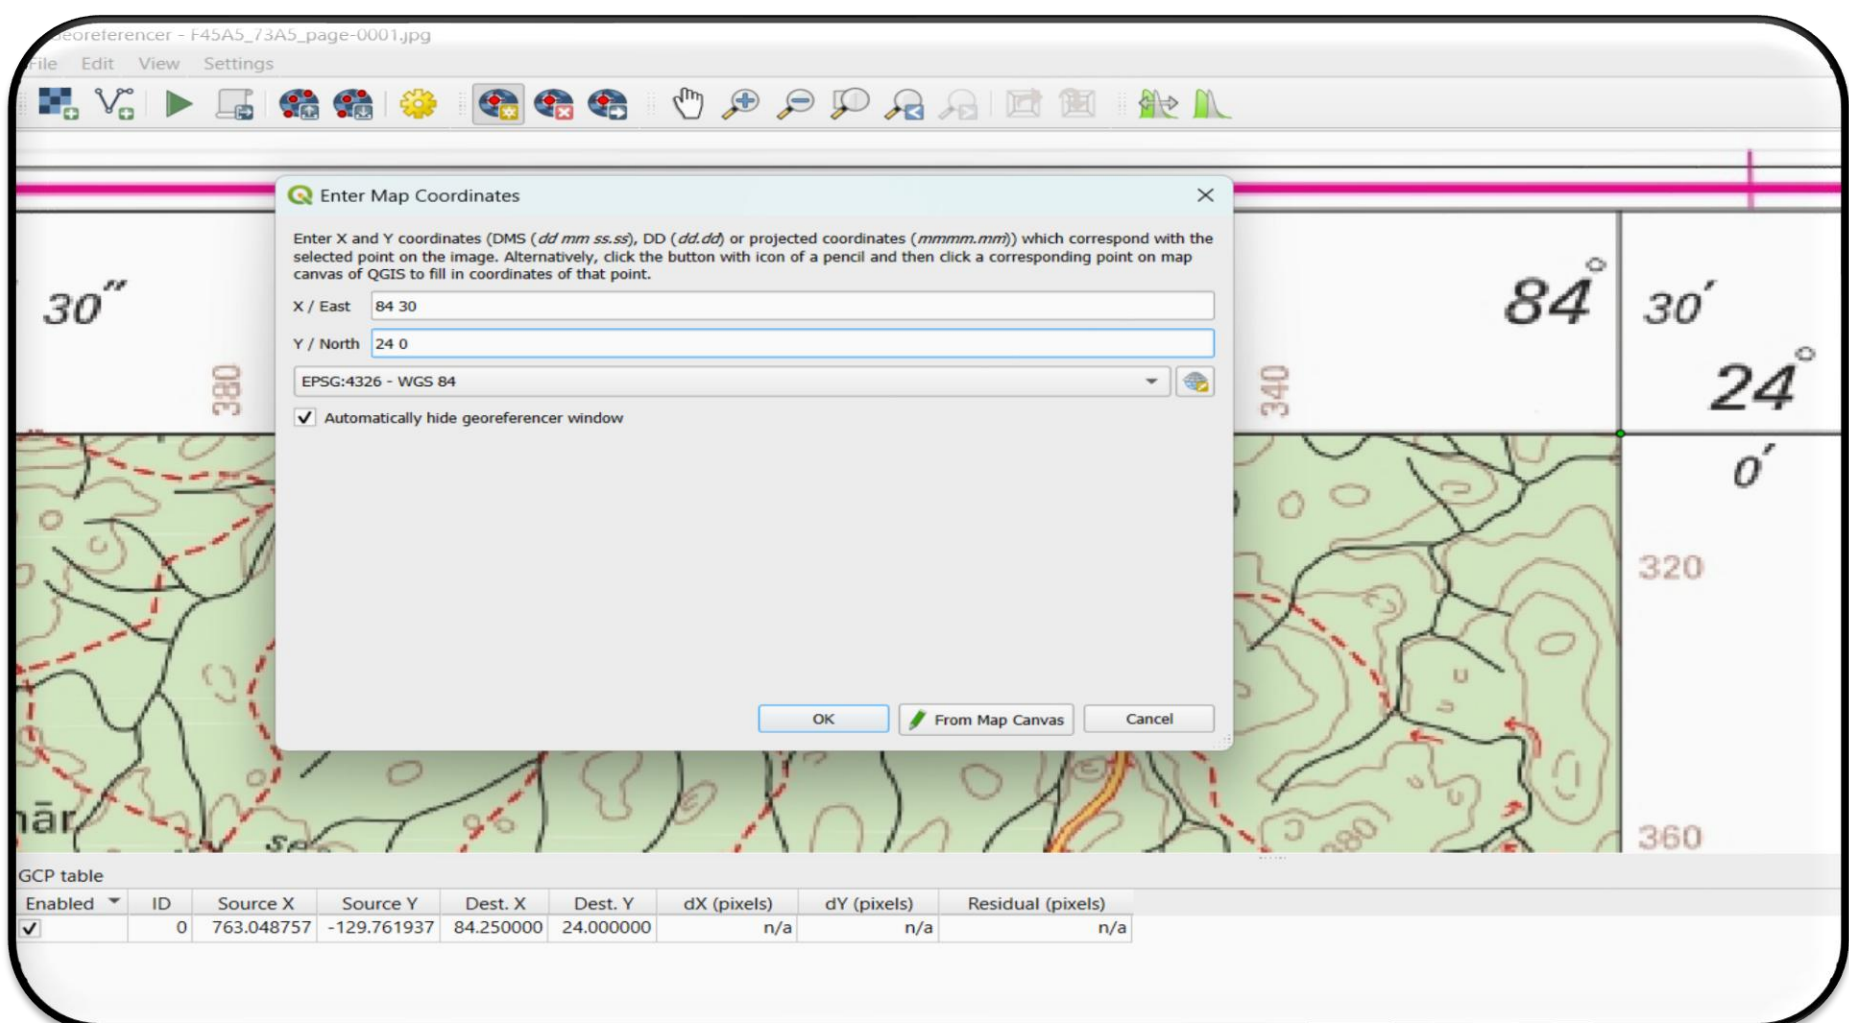 eoreferencer - F45A5_73A5_page-0001.jpg
File Edit View Settings
Enter Map Coordinates
Enter X and Y coordinates (DMS (dd mm ss.ss), DD (dd.dd) or projected coordinates (mmmm.mm)) which correspond with the
selected point on the image. Alternatively, click the button with icon of a pencil and then click a corresponding point on map
canvas of QGIS to fill in coordinates of that point.
X / East 84 30
Y / North 24 0
EPSG:4326 - WGS 84
Automatically hide georeferencer window
OK From Map Canvas Cancel
30″
380
340
84° 30′
24°
0′
320
360
380
GCP table
Enabled ID Source X Source Y Dest. X Dest. Y dX (pixels) dY (pixels) Residual (pixels)
0 763.048757 -129.761937 84.250000 24.000000 n/a n/a n/a